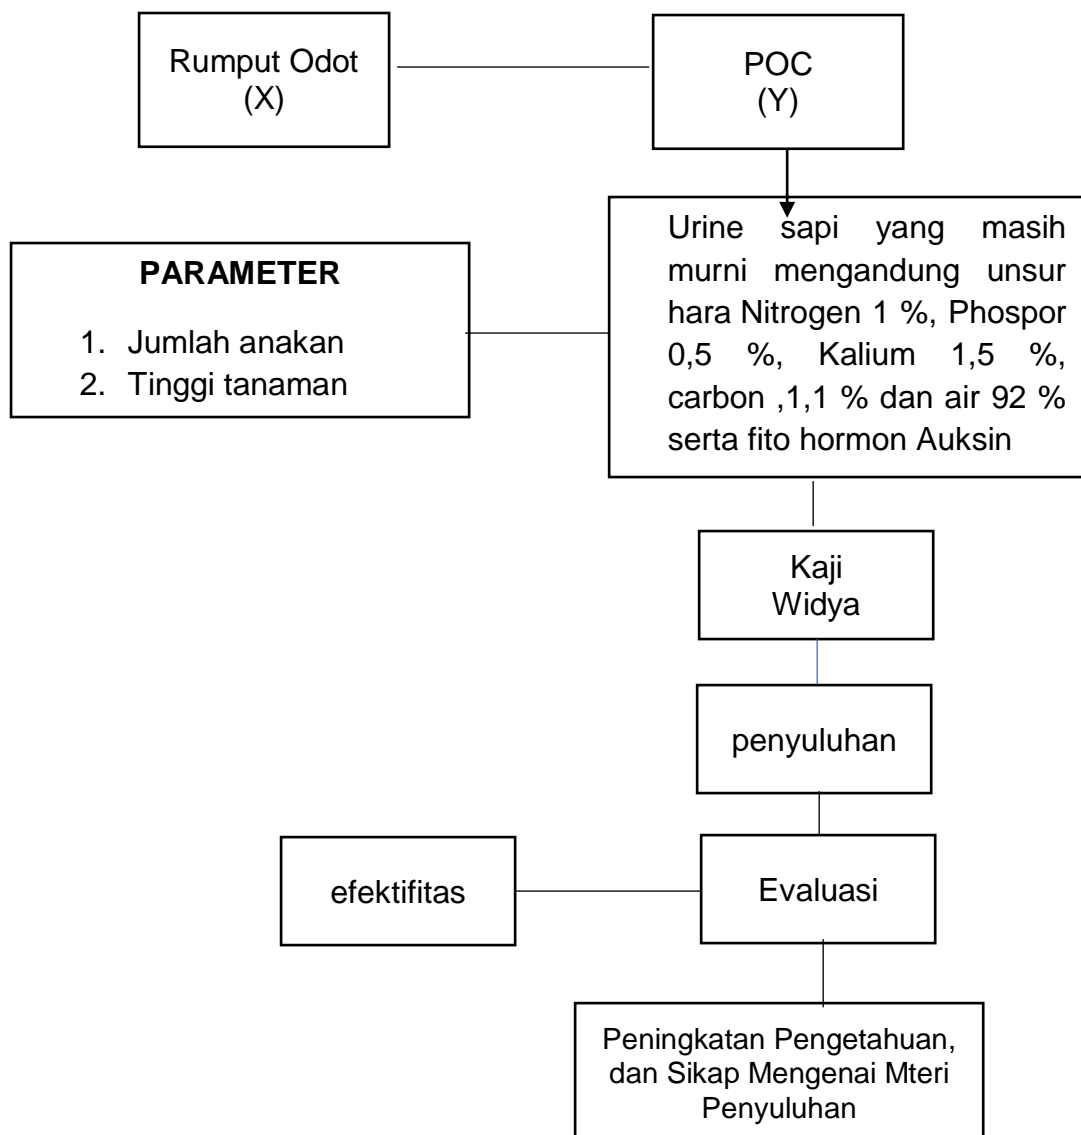 Rumput Odot
(X)
POC
(Y)
Urine sapi yang masih
murni mengandung unsur
hara Nitrogen 1 %, Phospor
0,5 %, Kalium 1,5 %,
carbon ,1,1 % dan air 92 %
serta fito hormon Auksin
PARAMETER
1. Jumlah anakan
2. Tinggi tanaman
Kaji
Widya
penyuluhan
efektifitas
Evaluasi
Peningkatan Pengetahuan,
dan Sikap Mengenai Mteri
Penyuluhan